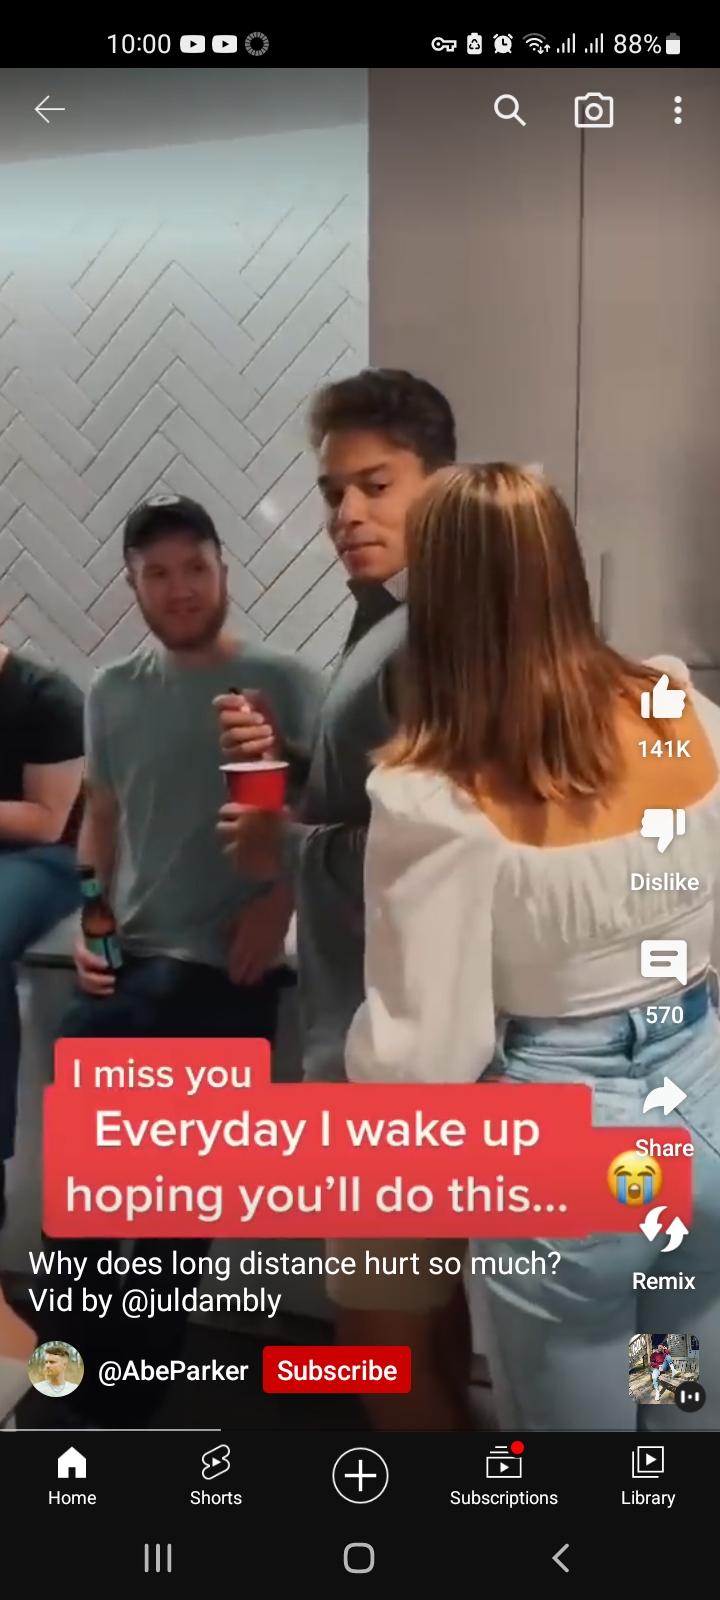 10:00
88%
141K
Dislike
570
I miss you
Everyday I wake up
Share
hoping you'll do this... 😭
Why does long distance hurt so much?
Vid by @juldambly
Remix
@AbeParker
Subscribe
Home
Shorts
Subscriptions
Library